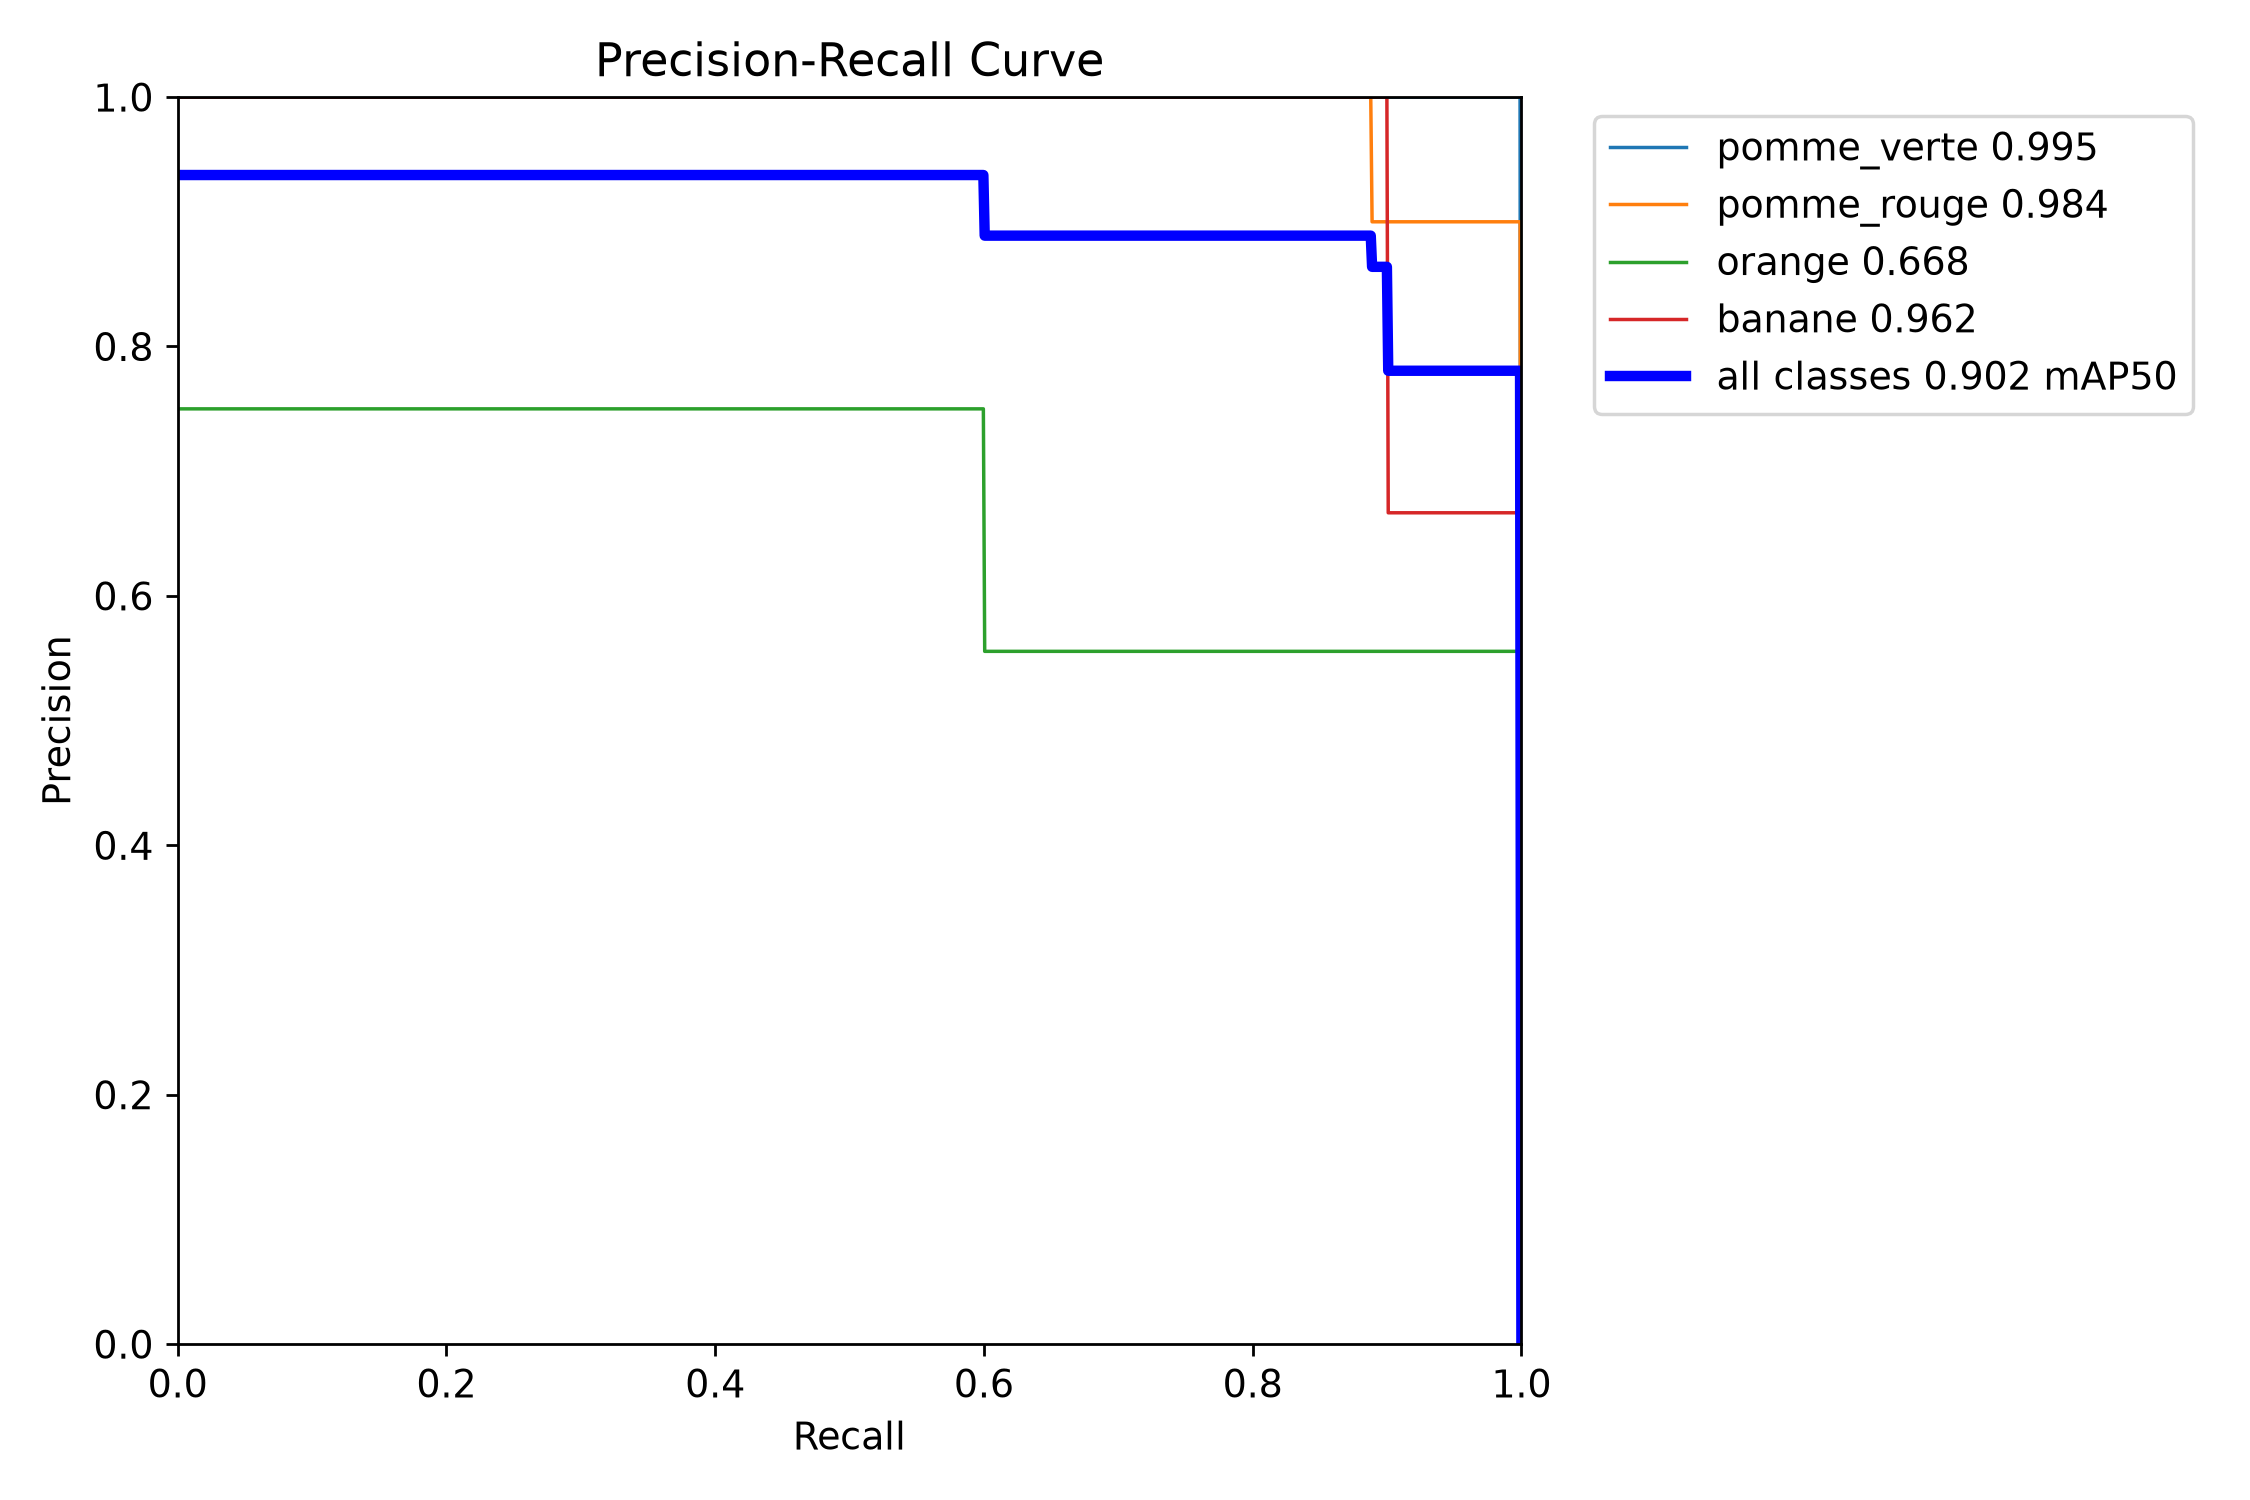 Precision-Recall Curve
1.0
0.8
0.6
0.4
0.2
0.0
Precision
0.0 0.2 0.4 0.6 0.8 1.0
Recall
pomme_verte 0.995
pomme_rouge 0.984
orange 0.668
banane 0.962
all classes 0.902 mAP50